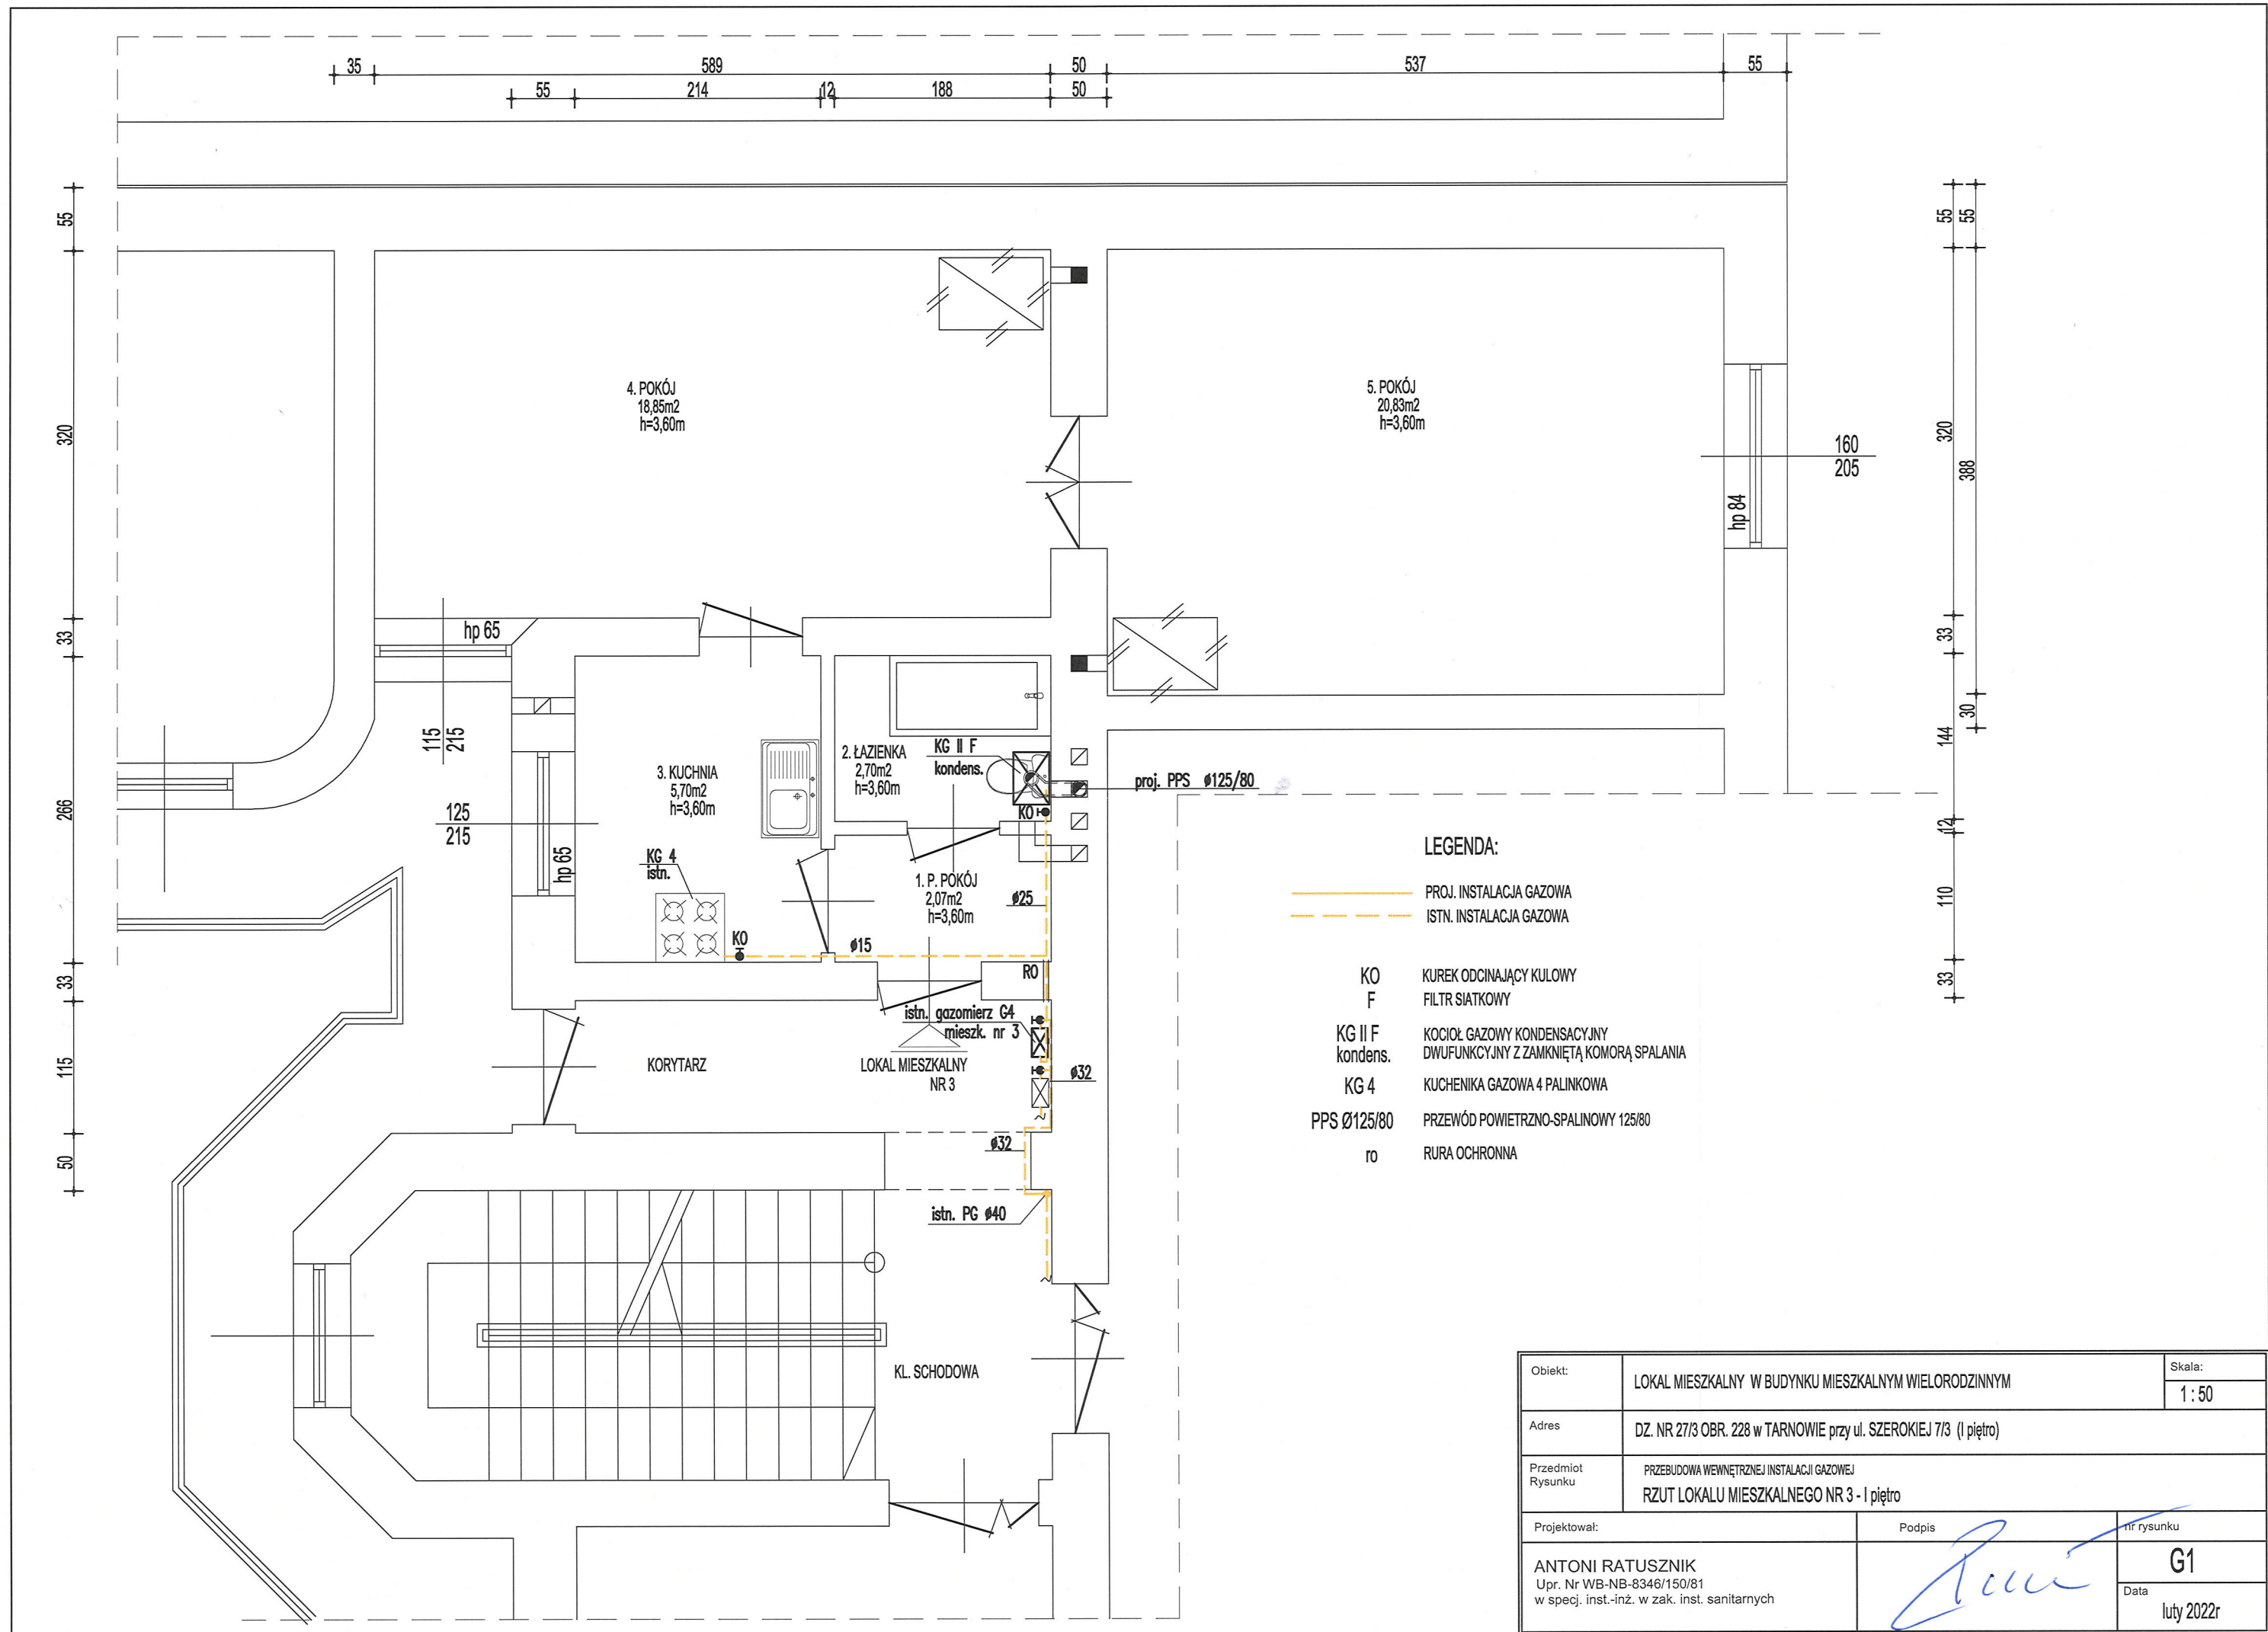 35
589
50
537
55
55
214
12
188
50
55
320
33
266
33
115
50
55
55
320
388
33
30
144
12
110
33
4. POKÓJ
18,85m2
h=3,60m
5. POKÓJ
20,83m2
h=3,60m
160
205
hp 84
hp 65
115
215
125
215
hp 65
3. KUCHNIA
5,70m2
h=3,60m
2. ŁAZIENKA
2,70m2
h=3,60m
KG II F
kondens.
proj. PPS ø125/80
KO
KG 4
istn.
1. P. POKÓJ
2,07m2
h=3,60m
ø25
KO
ø15
RO
istn. gazomierz G4
mieszk. nr 3
KORYTARZ
LOKAL MIESZKALNY
NR 3
ø32
ø32
istn. PG ø40
KL. SCHODOWA
LEGENDA:
PROJ. INSTALACJA GAZOWA
ISTN. INSTALACJA GAZOWA
KO KUREK ODCINAJĄCY KULOWY
F FILTR SIATKOWY
KG II F KOCIOŁ GAZOWY KONDENSACYJNY
kondens. DWUFUNKCYJNY Z ZAMKNIĘTĄ KOMORĄ SPALANIA
KG 4 KUCHENIKA GAZOWA 4 PALINKOWA
PPS Ø125/80 PRZEWÓD POWIETRZNO-SPALINOWY 125/80
ro RURA OCHRONNA
Obiekt: LOKAL MIESZKALNY W BUDYNKU MIESZKALNYM WIELORODZINNYM
Skala:
1 : 50
Adres DZ. NR 27/3 OBR. 228 w TARNOWIE przy ul. SZEROKIEJ 7/3 (I piętro)
Przedmiot
Rysunku
PRZEBUDOWA WEWNĘTRZNEJ INSTALACJI GAZOWEJ
RZUT LOKALU MIESZKALNEGO NR 3 - I piętro
Projektował:
ANTONI RATUSZNIK
Upr. Nr WB-NB-8346/150/81
w specj. inst.-inż. w zak. inst. sanitarnych
Podpis
nr rysunku
G1
Data
luty 2022r